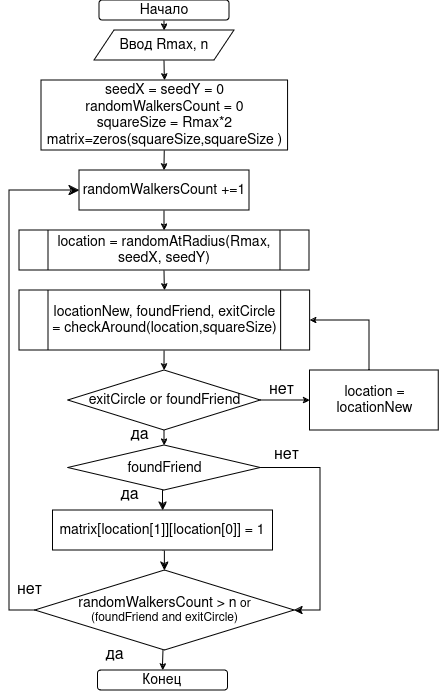 Начало
Ввод Rmax, n
seedX = seedY = 0
randomWalkersCount = 0
squareSize = Rmax*2
matrix=zeros(squareSize,squareSize )
randomWalkersCount +=1
location = randomAtRadius(Rmax,
seedX, seedY)
locationNew, foundFriend, exitCircle
= checkAround(location,squareSize)
exitCircle or foundFriend
нет
location =
locationNew
да
foundFriend
нет
да
matrix[location[1]][location[0]] = 1
нет
randomWalkersCount > n or
(foundFriend and exitCircle)
да
Конец